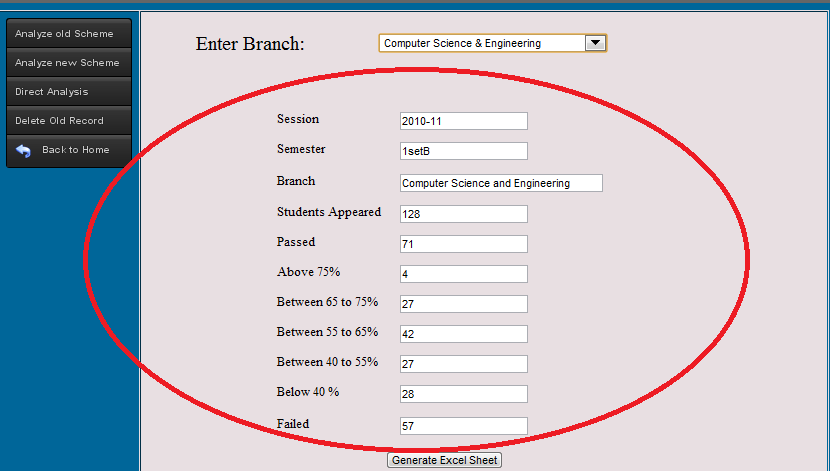 Analyze old Scheme
Analyze new Scheme
Direct Analysis
Delete Old Record
Back to Home
Enter Branch: Computer Science & Engineering
Session 2010-11
Semester 1setB
Branch Computer Science and Engineering
Students Appeared 128
Passed 71
Above 75% 4
Between 65 to 75% 27
Between 55 to 65% 42
Between 40 to 55% 27
Below 40 % 28
Failed 57
Generate Excel Sheet